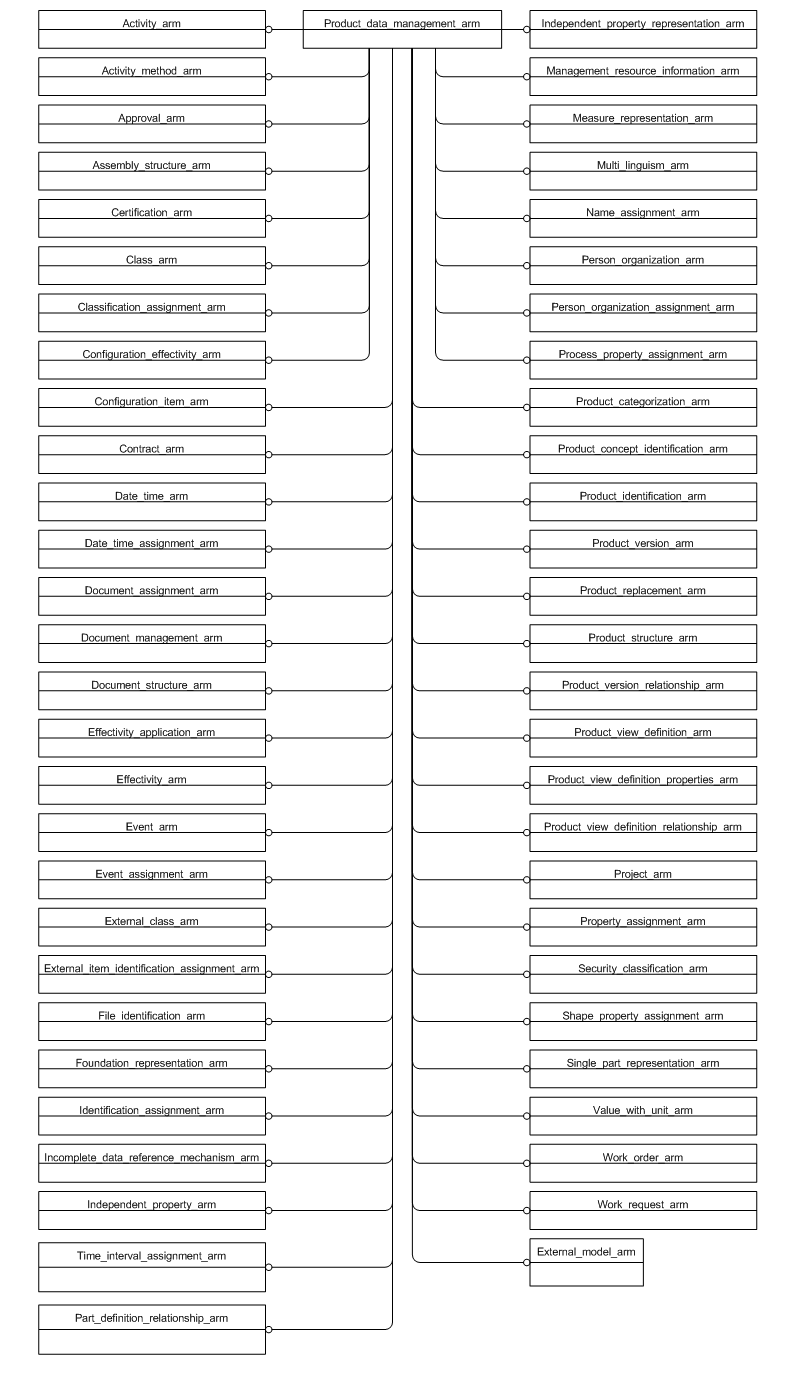 Product_data_management_arm
Activity_arm
Activity_method_arm
Approval_arm
Assembly_structure_arm
Certification_arm
Class_arm
Classification_assignment_arm
Configuration_effectivity_arm
Configuration_item_arm
Contract_arm
Date_time_arm
Date_time_assignment_arm
Document_assignment_arm
Document_management_arm
Document_structure_arm
Effectivity_application_arm
Effectivity_arm
Event_arm
Event_assignment_arm
External_class_arm
External_item_identification_assignment_arm
File_identification_arm
Foundation_representation_arm
Identification_assignment_arm
Incomplete_data_reference_mechanism_arm
Independent_property_arm
Time_interval_assignment_arm
Part_definition_relationship_arm
Independent_property_representation_arm
Management_resource_information_arm
Measure_representation_arm
Multi_linguism_arm
Name_assignment_arm
Person_organization_arm
Person_organization_assignment_arm
Process_property_assignment_arm
Product_categorization_arm
Product_concept_identification_arm
Product_identification_arm
Product_version_arm
Product_replacement_arm
Product_structure_arm
Product_version_relationship_arm
Product_view_definition_arm
Product_view_definition_properties_arm
Product_view_definition_relationship_arm
Project_arm
Property_assignment_arm
Security_classification_arm
Shape_property_assignment_arm
Single_part_representation_arm
Value_with_unit_arm
Work_order_arm
Work_request_arm
External_model_arm